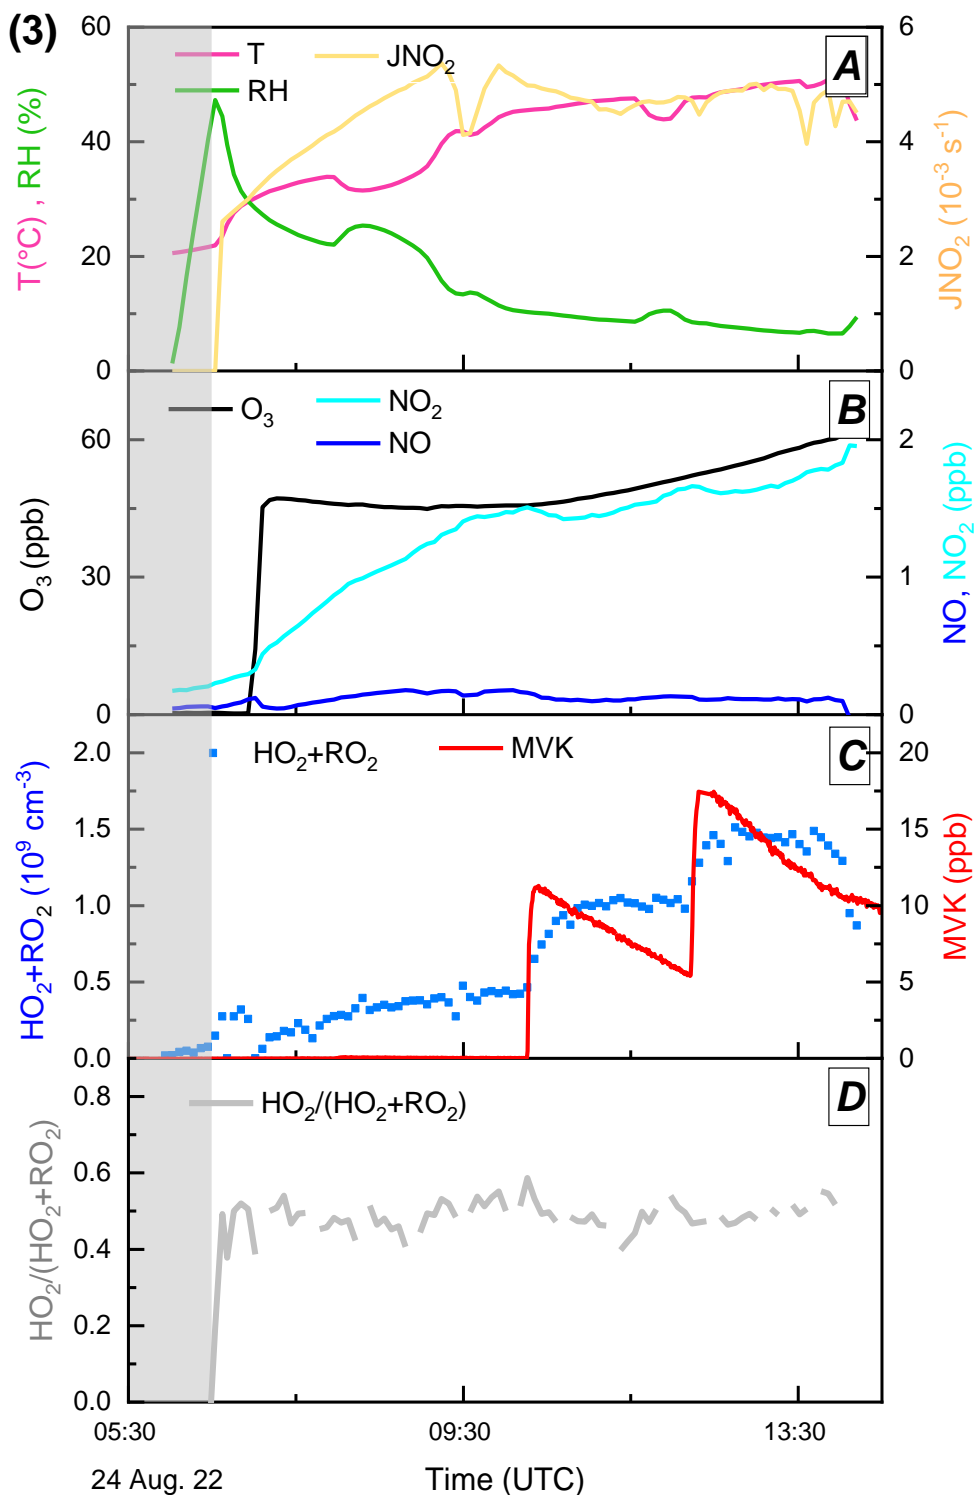 (3)
60
6
T
JNO₂
A
RH
40
4
T(°C) , RH (%)
JNO₂ (10⁻³ s⁻¹)
20
2
0
0
O₃
NO₂
B
NO
60
2
O₃ (ppb)
NO, NO₂ (ppb)
30
1
0
0
HO₂+RO₂
MVK
C
2.0
20
1.5
15
HO₂+RO₂ (10⁹ cm⁻³)
MVK (ppb)
1.0
10
0.5
5
0.0
0
HO₂/(HO₂+RO₂)
D
0.8
0.6
HO₂/(HO₂+RO₂)
0.4
0.2
0.0
05:30
09:30
13:30
24 Aug. 22
Time (UTC)